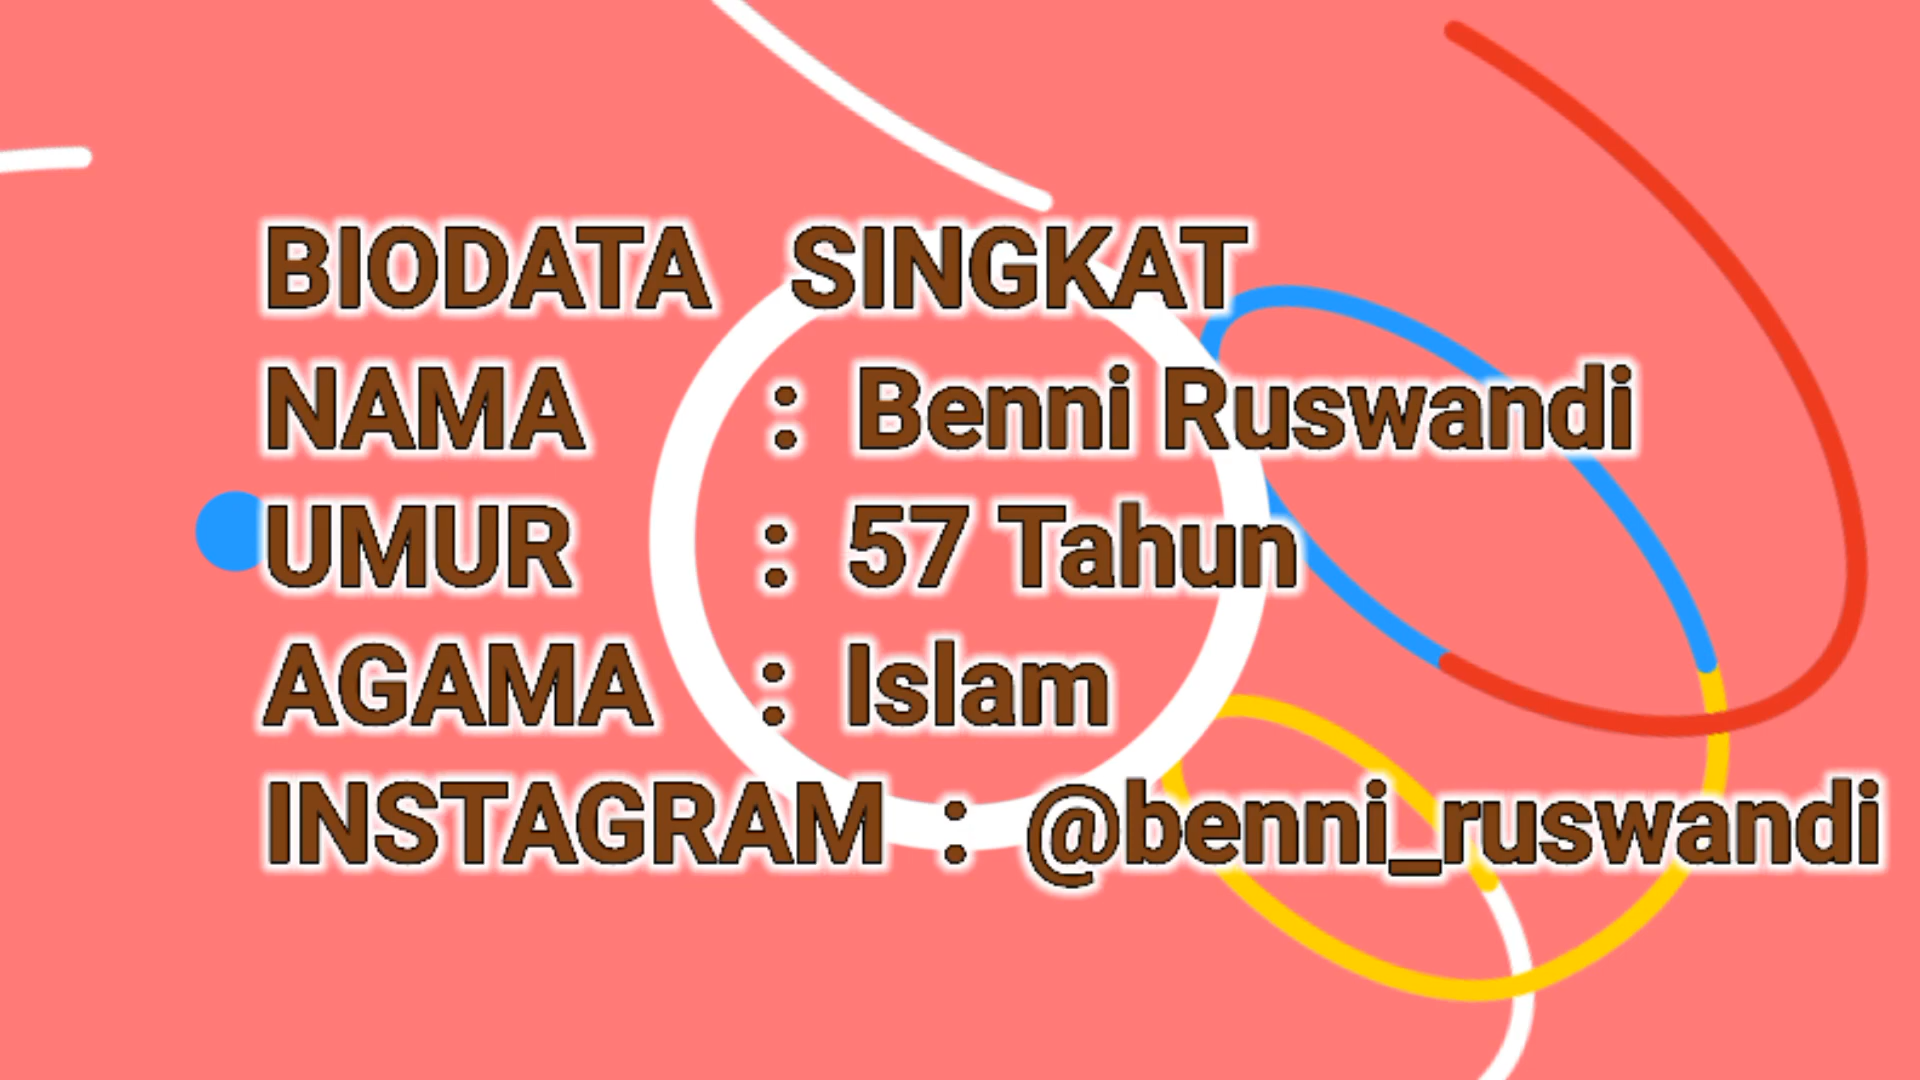 BIODATA SINGKAT
NAMA : Benni Ruswandi
UMUR : 57 Tahun
AGAMA : Islam
INSTAGRAM : @benni_ruswandi